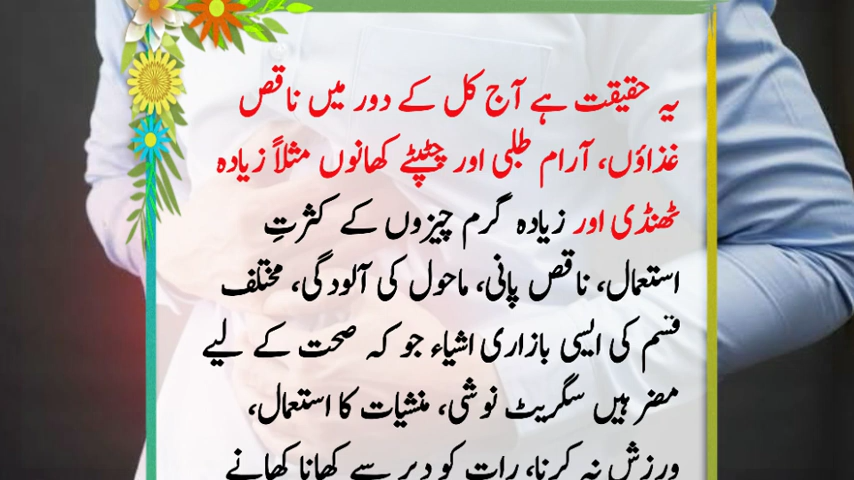 یہ حقیقت ہے آج کل کے دور میں ناقص
غذاؤں، آرام طلبی اور چٹپٹے کھانوں مثلاً زیادہ
ٹھنڈی اور زیادہ گرم چیزوں کے کثرتِ
استعمال، ناقص پانی، ماحول کی آلودگی، مختلف
قسم کی ایسی بازاری اشیاء جو کہ صحت کے لیے
مضر ہیں سگریٹ نوشی، منشیات کا استعمال،
ورزش نہ کرنا، رات کو دیر سے کھانا کھانے